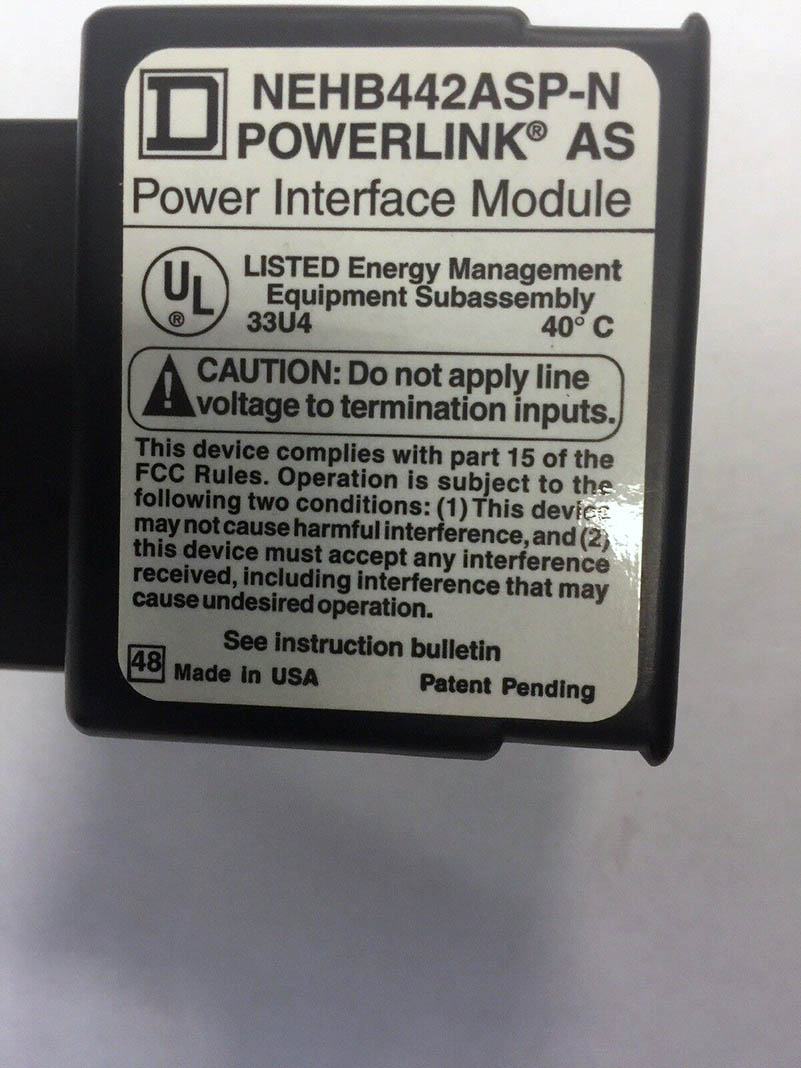 D NEHB442ASP-N
POWERLINK® AS
Power Interface Module
UL ®
LISTED Energy Management
Equipment Subassembly
33U4 40° C
! CAUTION: Do not apply line
voltage to termination inputs.
This device complies with part 15 of the
FCC Rules. Operation is subject to the
following two conditions: (1) This device
may not cause harmful interference, and (2)
this device must accept any interference
received, including interference that may
cause undesired operation.
See instruction bulletin
48 Made in USA Patent Pending